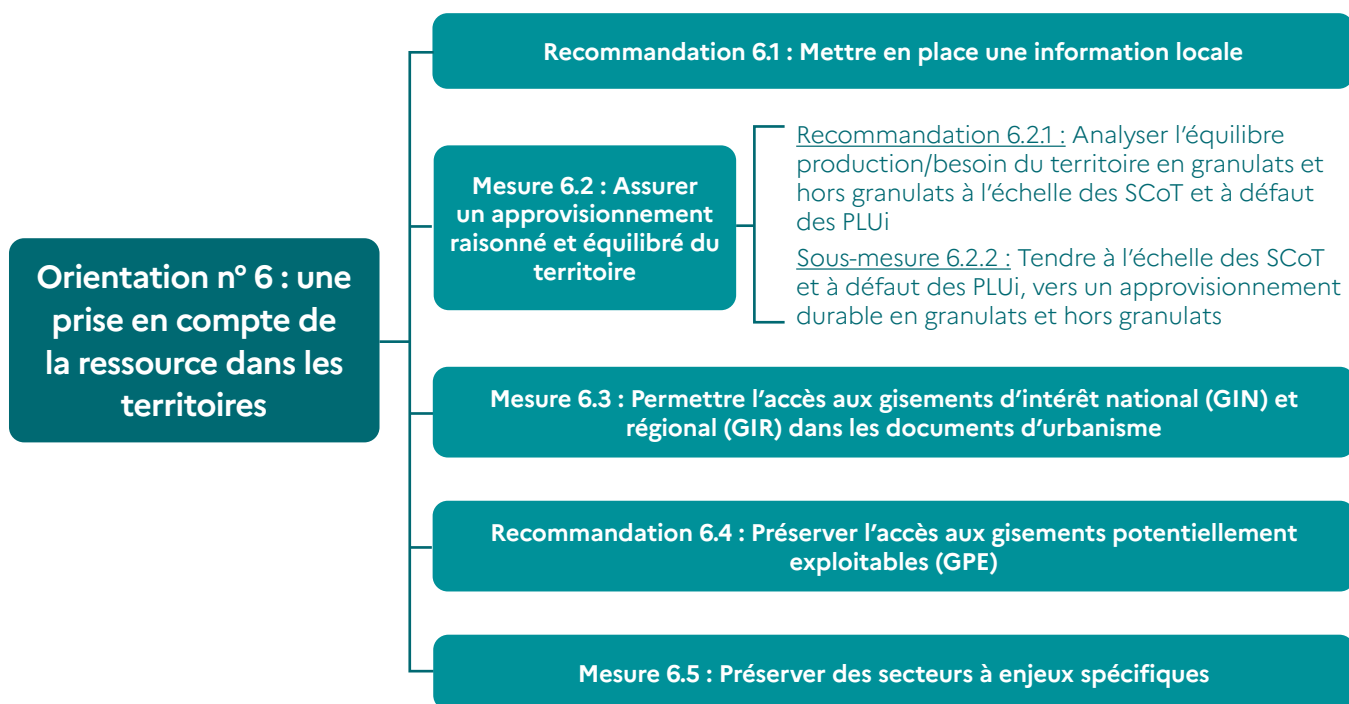 Orientation n° 6 : une
prise en compte de
la ressource dans les
territoires
Recommandation 6.1 : Mettre en place une information locale
Mesure 6.2 : Assurer
un approvisionnement
raisonné et équilibré du
territoire
Recommandation 6.2.1 : Analyser l’équilibre
production/besoin du territoire en granulats et
hors granulats à l’échelle des SCoT et à défaut
des PLUi
Sous-mesure 6.2.2 : Tendre à l’échelle des SCoT
et à défaut des PLUi, vers un approvisionnement
durable en granulats et hors granulats
Mesure 6.3 : Permettre l’accès aux gisements d’intérêt national (GIN) et
régional (GIR) dans les documents d’urbanisme
Recommandation 6.4 : Préserver l’accès aux gisements potentiellement
exploitables (GPE)
Mesure 6.5 : Préserver des secteurs à enjeux spécifiques